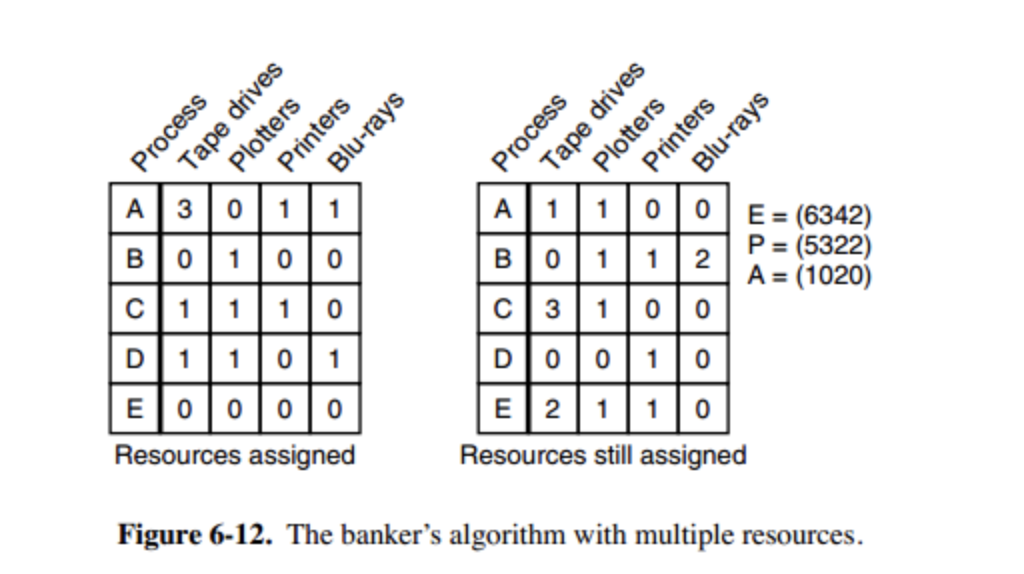 Process Tape drives Plotters Printers Blu-rays
A 3 0 1 1
B 0 1 0 0
C 1 1 1 0
D 1 1 0 1
E 0 0 0 0
Resources assigned
Process Tape drives Plotters Printers Blu-rays
A 1 1 0 0
B 0 1 1 2
C 3 1 0 0
D 0 0 1 0
E 2 1 1 0
Resources still assigned
E = (6342)
P = (5322)
A = (1020)
Figure 6-12. The banker’s algorithm with multiple resources.